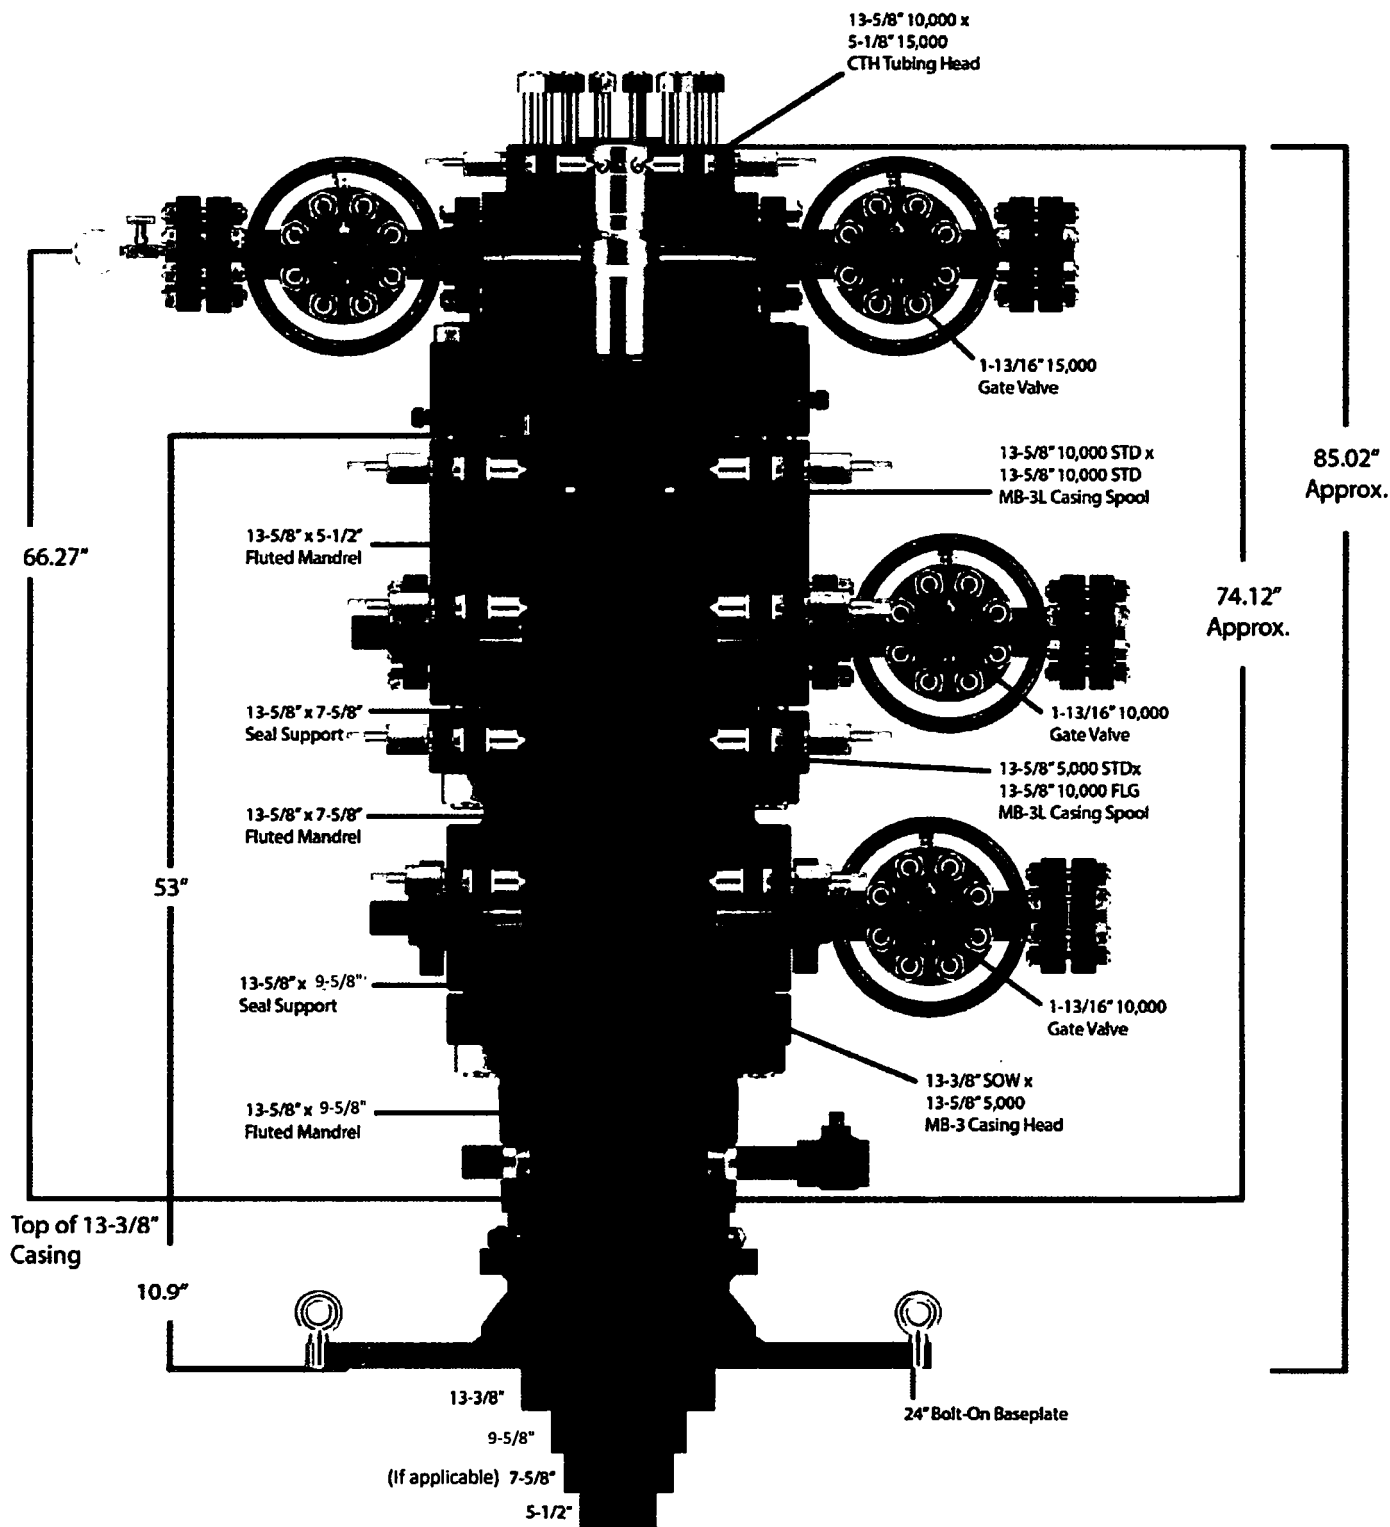 13-5/8" 10,000 x
5-1/8" 15,000
CTH Tubing Head
1-13/16" 15,000
Gate Valve
13-5/8" 10,000 STD x
13-5/8" 10,000 STD
MB-3L Casing Spool
85.02"
Approx.
66.27"
13-5/8" x 5-1/2"
Fluted Mandrel
74.12"
Approx.
13-5/8" x 7-5/8"
Seal Support
1-13/16" 10,000
Gate Valve
13-5/8" 5,000 STDx
13-5/8" 10,000 FLG
MB-3L Casing Spool
13-5/8" x 7-5/8"
Fluted Mandrel
53"
13-5/8" x 9-5/8"
Seal Support
1-13/16" 10,000
Gate Valve
13-3/8" SOW x
13-5/8" 5,000
MB-3 Casing Head
13-5/8" x 9-5/8"
Fluted Mandrel
Top of 13-3/8"
Casing
10.9"
13-3/8"
24" Bolt-On Baseplate
9-5/8"
(If applicable) 7-5/8"
5-1/2"